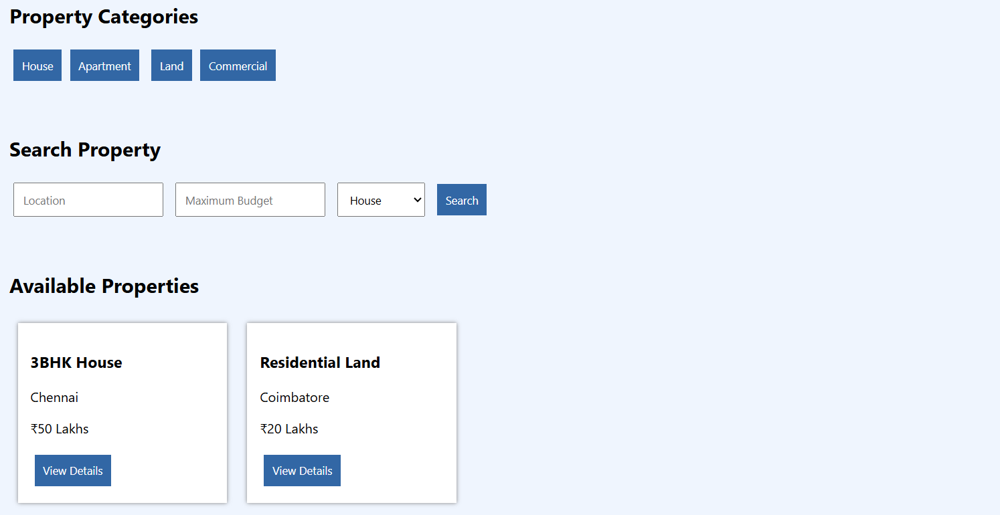 Property Categories
House Apartment Land Commercial
Search Property
Location Maximum Budget House Search
Available Properties
3BHK House Residential Land
Chennai Coimbatore
₹50 Lakhs ₹20 Lakhs
View Details View Details